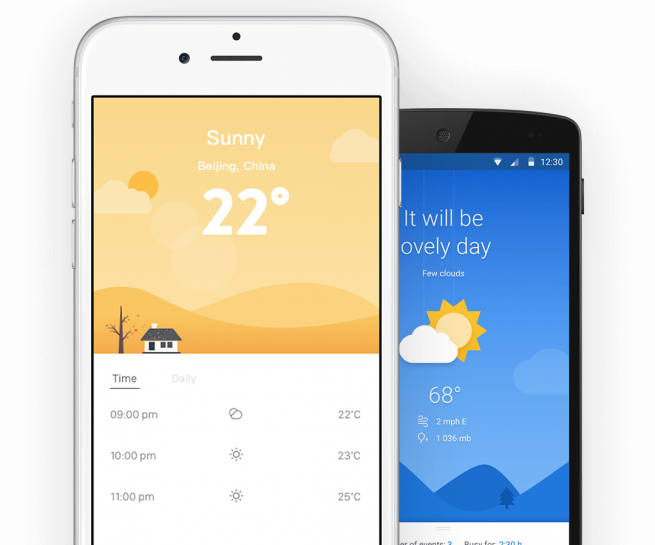 Sunny
Beijing, China
22°
Time Daily
09:00 pm 22°C
10:00 pm 23°C
11:00 pm 25°C
12:30
It will be
ovely day
Few clouds
68°
2 mph E
1 036 mb
er of events: 3 Busy for: 2:30 h